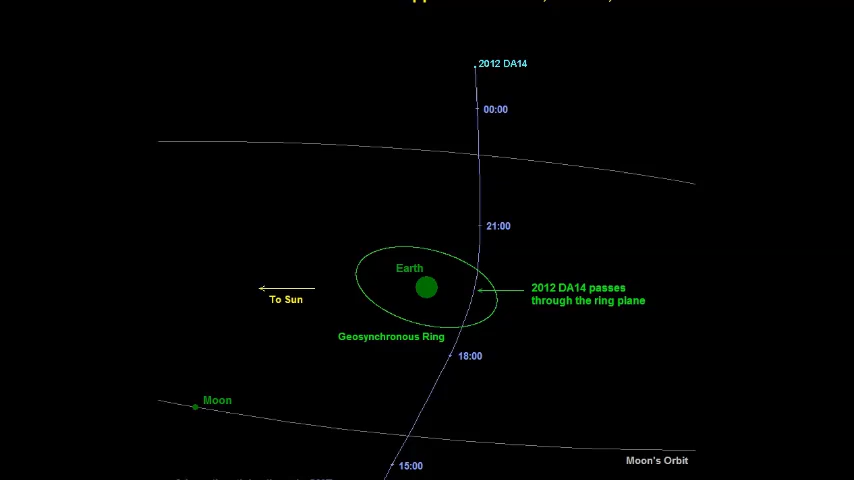 2012 DA14
00:00
21:00
Earth
2012 DA14 passes
through the ring plane
To Sun
Geosynchronous Ring
18:00
Moon
Moon's Orbit
15:00